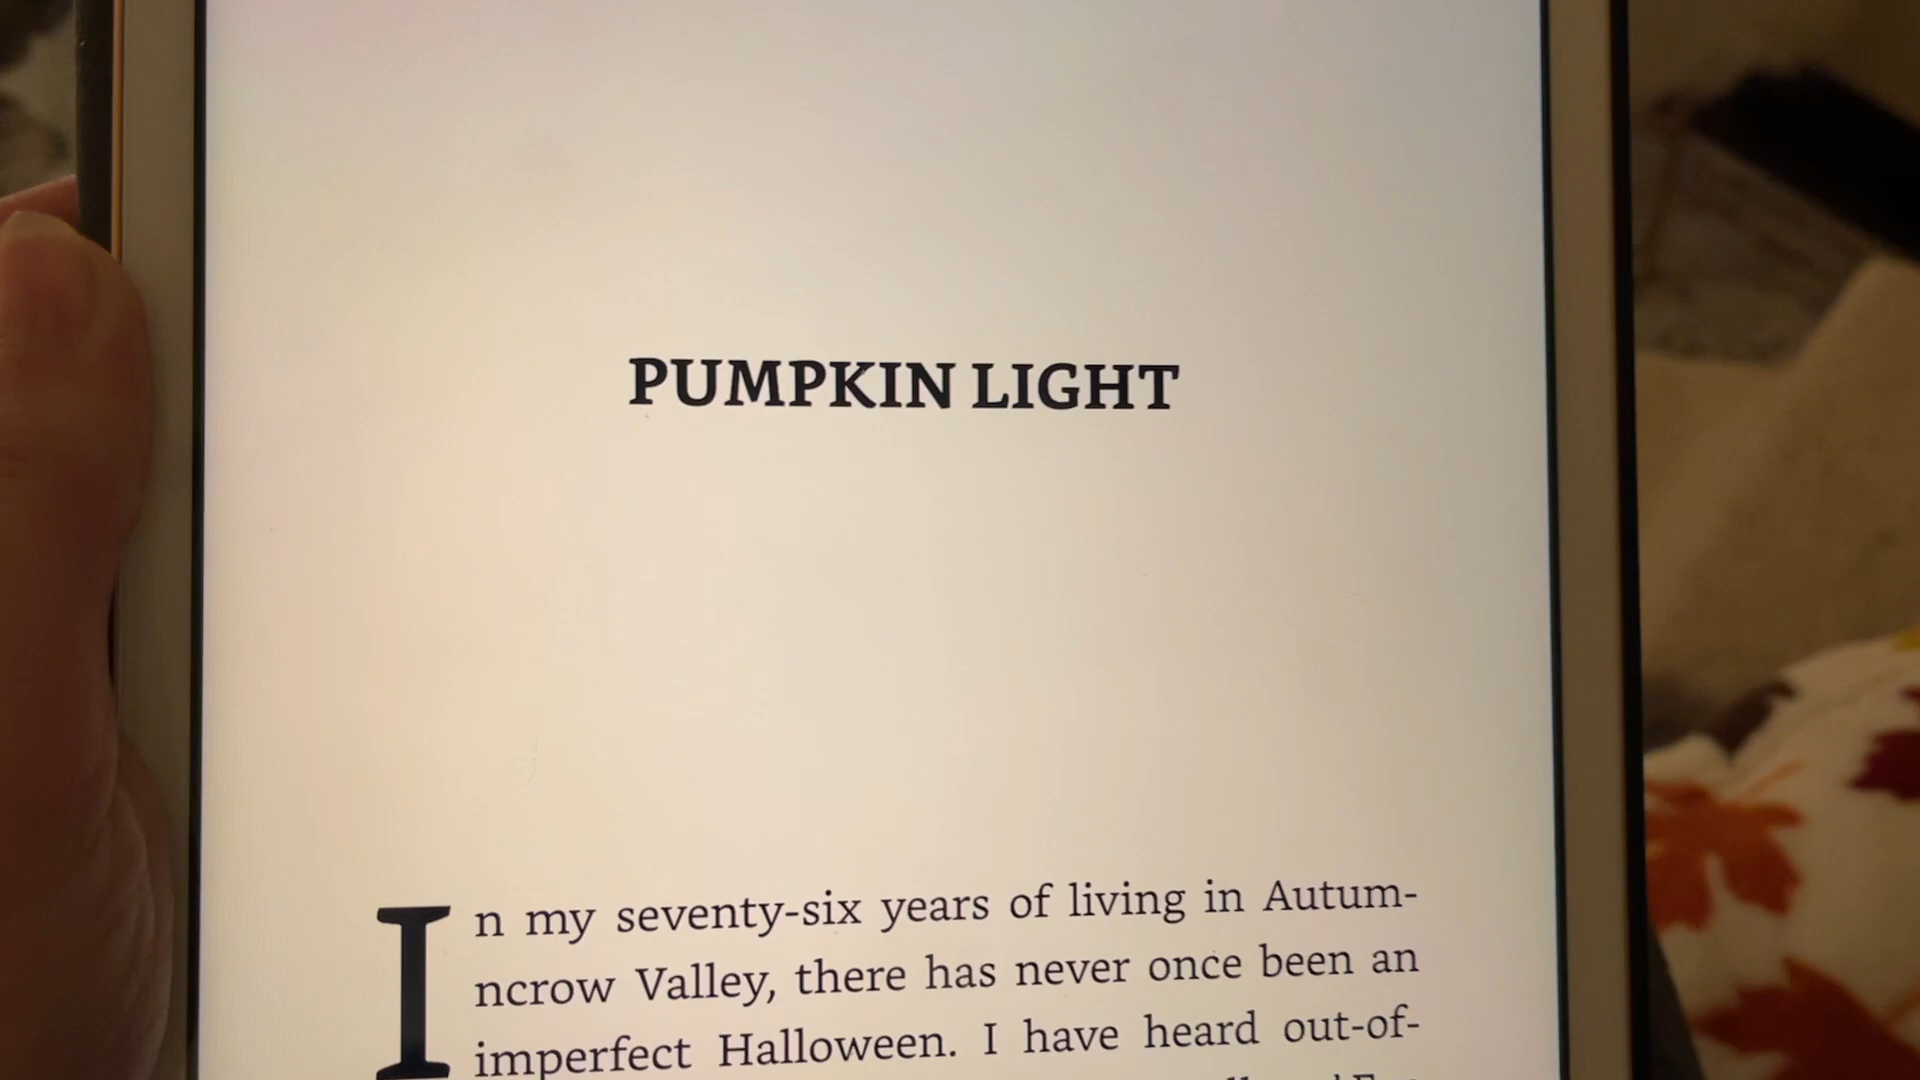 PUMPKIN LIGHT
In my seventy-six years of living in Autum-
ncrow Valley, there has never once been an
imperfect Halloween. I have heard out-of-